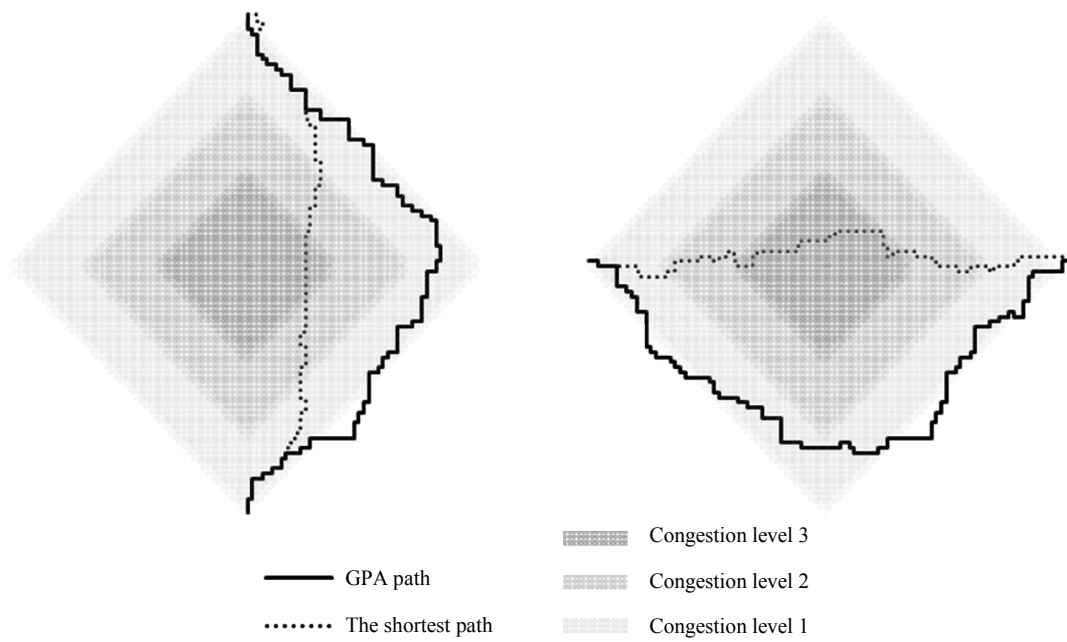 Congestion level 3
GPA path
Congestion level 2
The shortest path
Congestion level 1